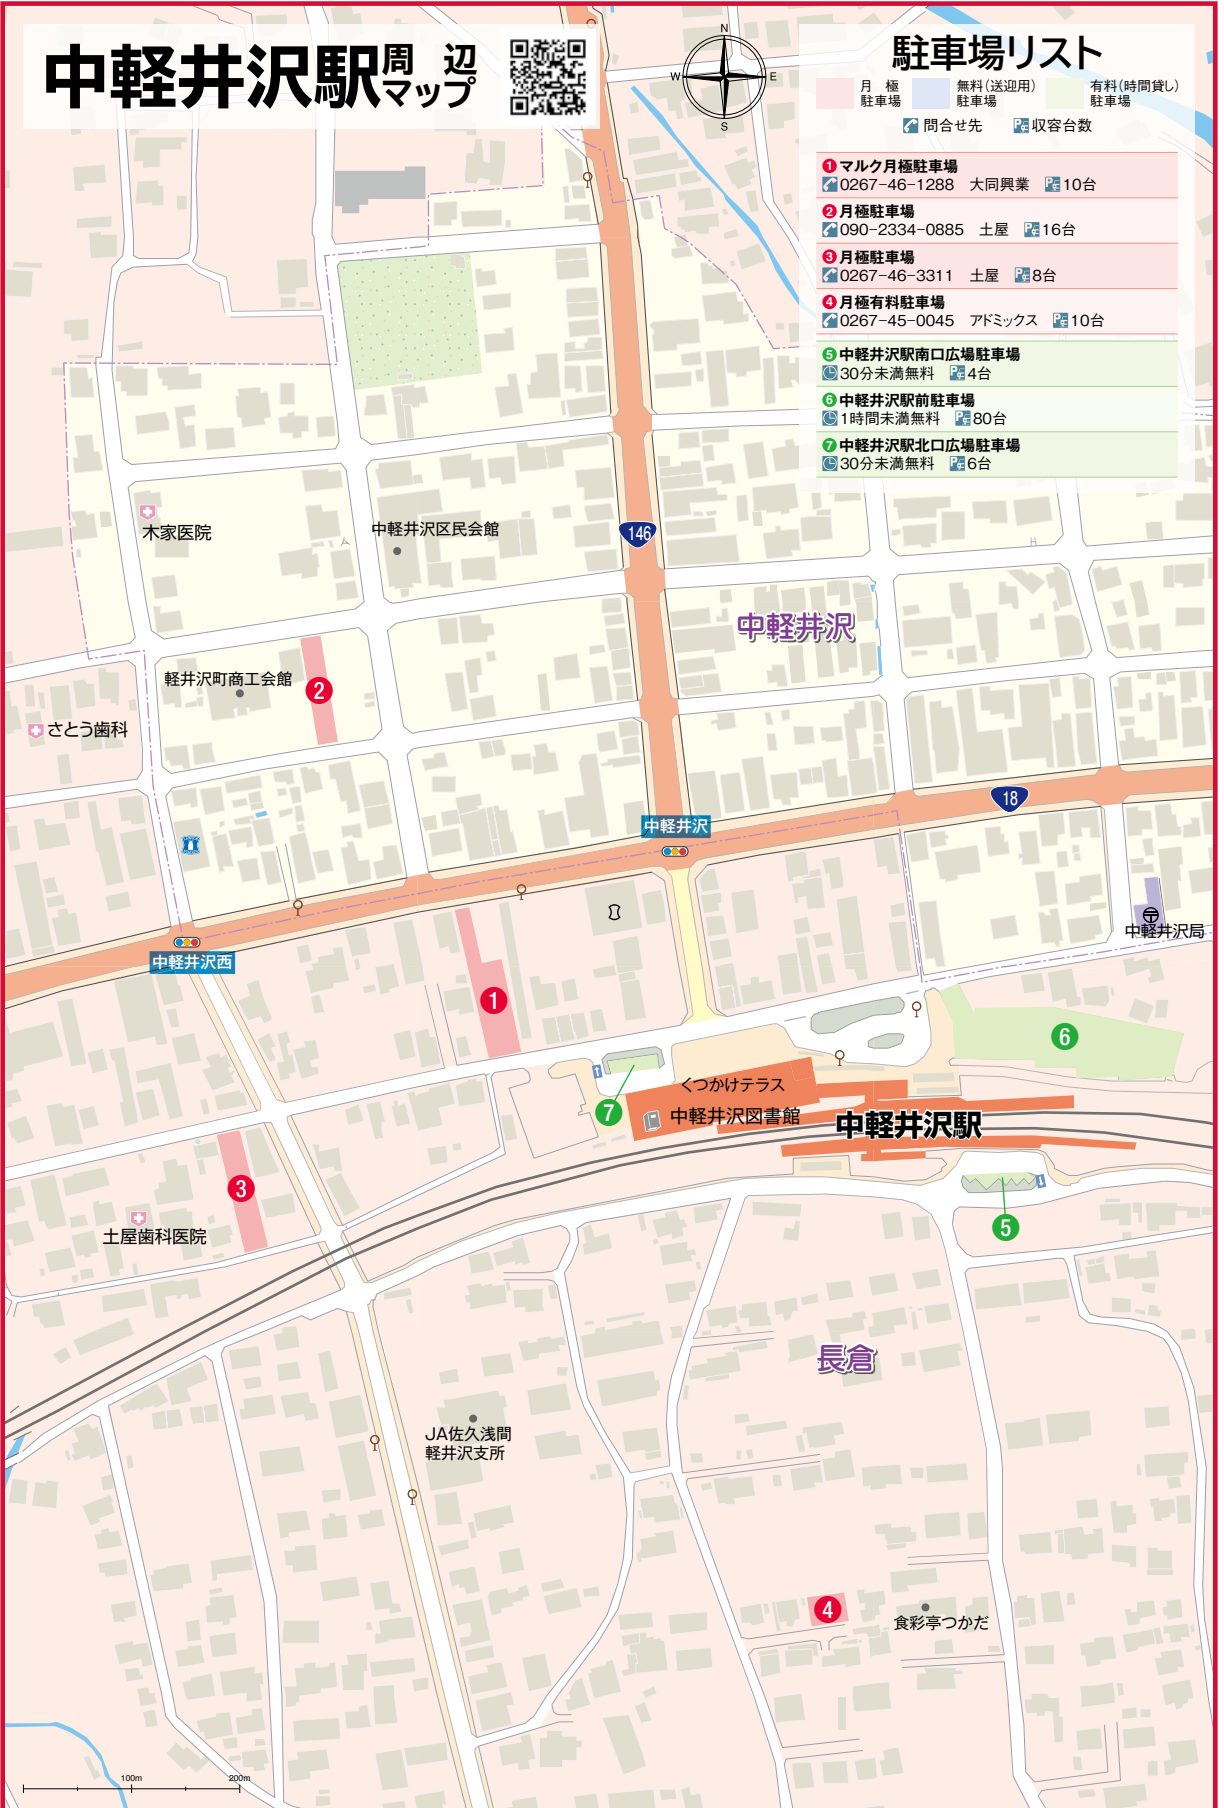 中軽井沢駅周辺マップ
N
W
E
S
駐車場リスト
月極駐車場
無料(送迎用)駐車場
有料(時間貸し)駐車場
問合せ先 収容台数
1 マルク月極駐車場
0267-46-1288 大同興業 10台
2 月極駐車場
090-2334-0885 土屋 16台
3 月極駐車場
0267-46-3311 土屋 8台
4 月極有料駐車場
0267-45-0045 アドミックス 10台
5 中軽井沢駅南口広場駐車場
30分未満無料 4台
6 中軽井沢駅前駐車場
1時間未満無料 80台
7 中軽井沢駅北口広場駐車場
30分未満無料 6台
木家医院
中軽井沢区民会館
146
H
中軽井沢
軽井沢町商工会館
2
さとう歯科
18
中軽井沢
中軽井沢西
中軽井沢局
1
6
くつかけテラス
7
中軽井沢図書館
中軽井沢駅
3
土屋歯科医院
5
長倉
JA佐久浅間
軽井沢支所
4
食彩亭つかだ
100m
200m